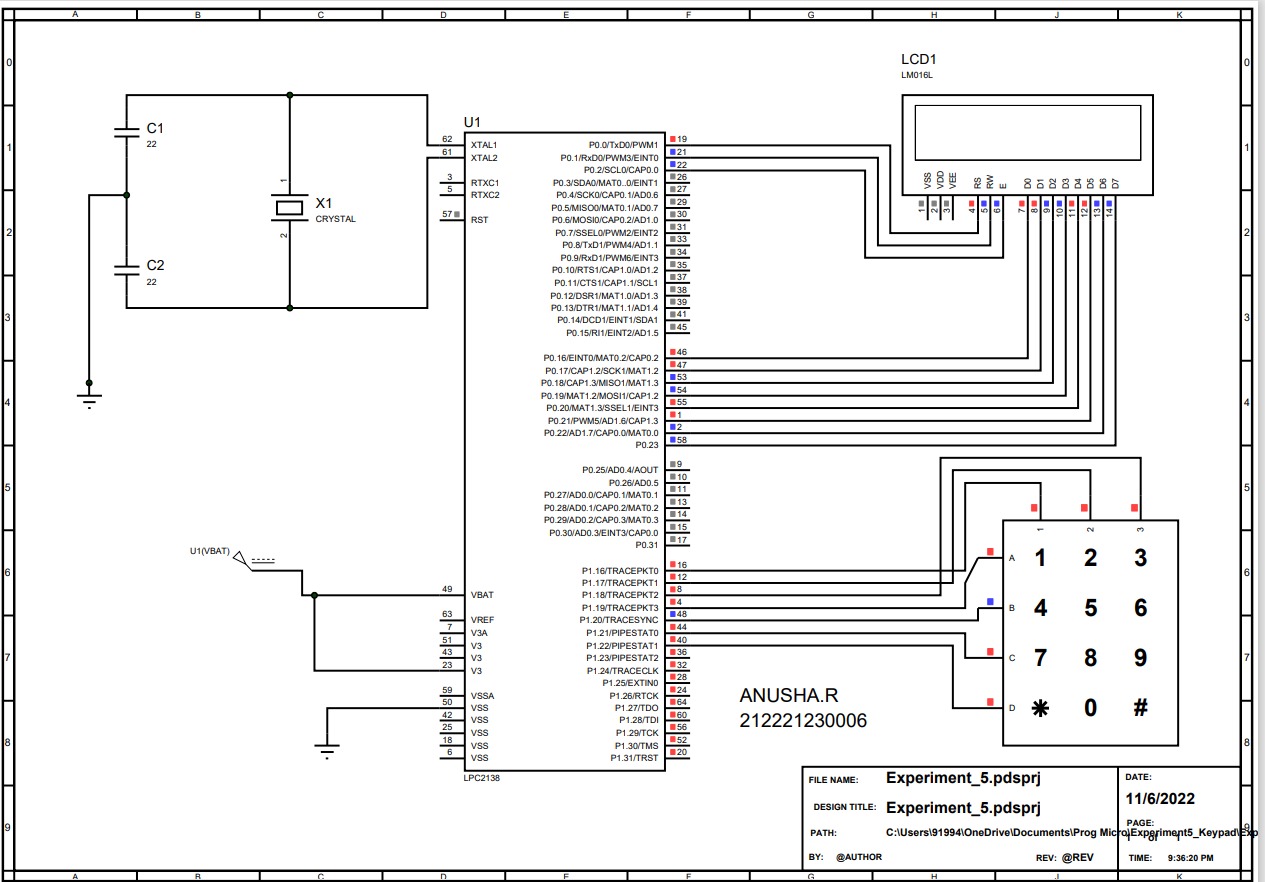 A B C D E F G H J K
0 0
1 1
2 2
3 3
4 4
5 5
6 6
7 7
8 8
9 9
C1
22
C2
22
1
X1
CRYSTAL
2
U1
62 XTAL1
61 XTAL2
3 RTXC1
5 RTXC2
57 RST
U1(VBAT)
49 VBAT
63 VREF
7 V3A
51 V3
43 V3
23 V3
59 VSSA
50 VSS
42 VSS
25 VSS
18 VSS
6 VSS
LPC2138
P0.0/TxD0/PWM1 19
P0.1/RxD0/PWM3/EINT0 21
P0.2/SCL0/CAP0.0 22
P0.3/SDA0/MAT0..0/EINT1 26
P0.4/SCK0/CAP0.1/AD0.6 27
P0.5/MISO0/MAT0.1/AD0.7 29
P0.6/MOSI0/CAP0.2/AD1.0 30
P0.7/SSEL0/PWM2/EINT2 31
P0.8/TxD1/PWM4/AD1.1 33
P0.9/RxD1/PWM6/EINT3 34
P0.10/RTS1/CAP1.0/AD1.2 35
P0.11/CTS1/CAP1.1/SCL1 37
P0.12/DSR1/MAT1.0/AD1.3 38
P0.13/DTR1/MAT1.1/AD1.4 39
P0.14/DCD1/EINT1/SDA1 41
P0.15/RI1/EINT2/AD1.5 45
P0.16/EINT0/MAT0.2/CAP0.2 46
P0.17/CAP1.2/SCK1/MAT1.2 47
P0.18/CAP1.3/MISO1/MAT1.3 53
P0.19/MAT1.2/MOSI1/CAP1.2 54
P0.20/MAT1.3/SSEL1/EINT3 55
P0.21/PWM5/AD1.6/CAP1.3 1
P0.22/AD1.7/CAP0.0/MAT0.0 2
P0.23 58
P0.25/AD0.4/AOUT 9
P0.26/AD0.5 10
P0.27/AD0.0/CAP0.1/MAT0.1 11
P0.28/AD0.1/CAP0.2/MAT0.2 13
P0.29/AD0.2/CAP0.3/MAT0.3 14
P0.30/AD0.3/EINT3/CAP0.0 15
P0.31 17
P1.16/TRACEPKT0 16
P1.17/TRACEPKT1 12
P1.18/TRACEPKT2 8
P1.19/TRACEPKT3 4
P1.20/TRACESYNC 48
P1.21/PIPESTAT0 44
P1.22/PIPESTAT1 40
P1.23/PIPESTAT2 36
P1.24/TRACECLK 32
P1.25/EXTIN0 28
P1.26/RTCK 24
P1.27/TDO 64
P1.28/TDI 60
P1.29/TCK 56
P1.30/TMS 52
P1.31/TRST 20
LCD1
LM016L
VSS VDD VEE RS RW E D0 D1 D2 D3 D4 D5 D6 D7
1 2 3 4 5 6 7 8 9 10 11 12 13 14
1 2 3
A 1 2 3
B 4 5 6
C 7 8 9
D * 0 #
ANUSHA.R
212221230006
FILE NAME: Experiment_5.pdsprj
DESIGN TITLE: Experiment_5.pdsprj
PATH: C:\Users\91994\OneDrive\Documents\Prog Micro\Experiment5_Keypad\Exp
BY: @AUTHOR REV: @REV
DATE:
11/6/2022
PAGE:
1 of 1
TIME: 9:36:20 PM
A B C D E F G H J K